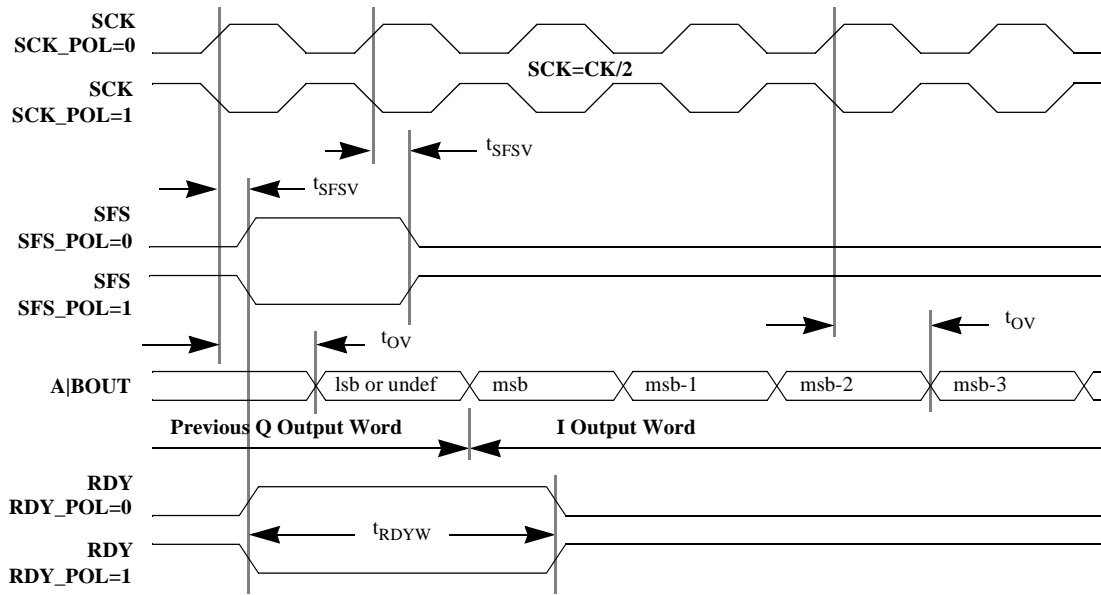 SCK
SCK_POL=0
SCK=CK/2
SCK
SCK_POL=1
tSFSV
tSFSV
SFS
SFS_POL=0
SFS
SFS_POL=1
tOV
tOV
A|BOUT
lsb or undef
msb
msb-1
msb-2
msb-3
Previous Q Output Word
I Output Word
RDY
RDY_POL=0
tRDYW
RDY
RDY_POL=1